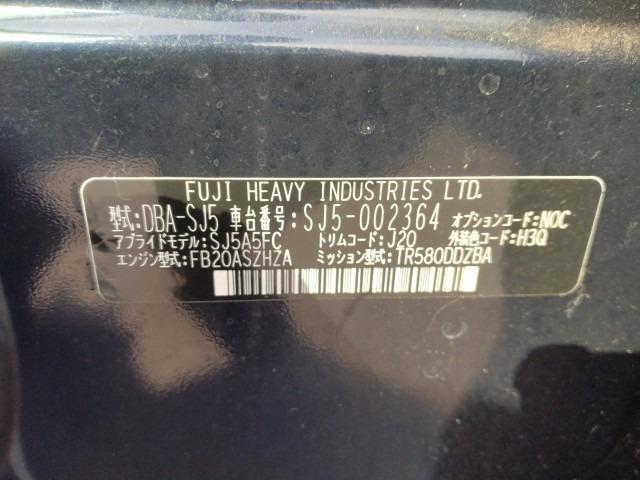 FUJI HEAVY INDUSTRIES LTD.
型式:DBA-SJ5 車台番号:SJ5-002364 オプションコード:NOC
アプライドモデル:SJ5A5FC トリムコード:J20 外装色コード:H3Q
エンジン型式:FB20ASZHZA ミッション型式:TR580DDZBA